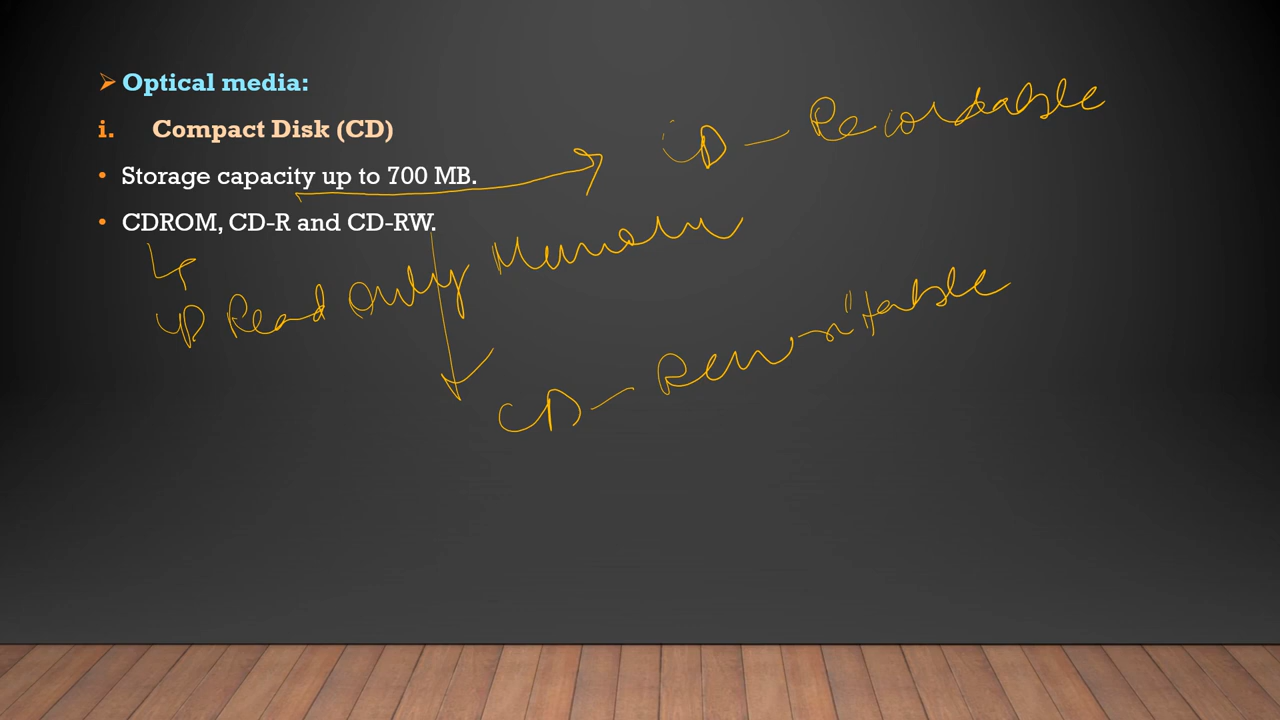 ➢ Optical media:
i. Compact Disk (CD)
CD - Recordable
• Storage capacity up to 700 MB.
• CDROM, CD-R and CD-RW.
CD Read Only Memory
CD - Rewritable